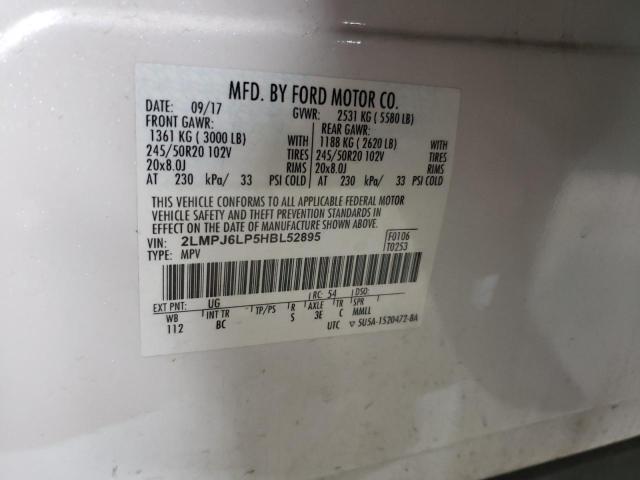 MFD. BY FORD MOTOR CO.
DATE: 09/17 GVWR: 2531 KG ( 5580 LB)
FRONT GAWR: REAR GAWR:
1361 KG ( 3000 LB) 1188 KG ( 2620 LB)
245/50R20 102V TIRES 245/50R20 102V TIRES
20x8.0J RIMS 20x8.0J RIMS
AT 230 kPa/ 33 PSI COLD AT 230 kPa/ 33 PSI COLD
THIS VEHICLE CONFORMS TO ALL APPLICABLE FEDERAL MOTOR
VEHICLE SAFETY AND THEFT PREVENTION STANDARDS IN
EFFECT ON THE DATE OF MANUFACTURE SHOWN ABOVE.
VIN: 2LMPJ6LP5HBL52895 F0106
TYPE: MPV T0253
EXT PNT: UG RC: 54 DSO:
WB INT TR TP/PS R AXLE TR SPR
112 BC S 3E C MMLL
UTC ▽ 5U5A-1520472-BA